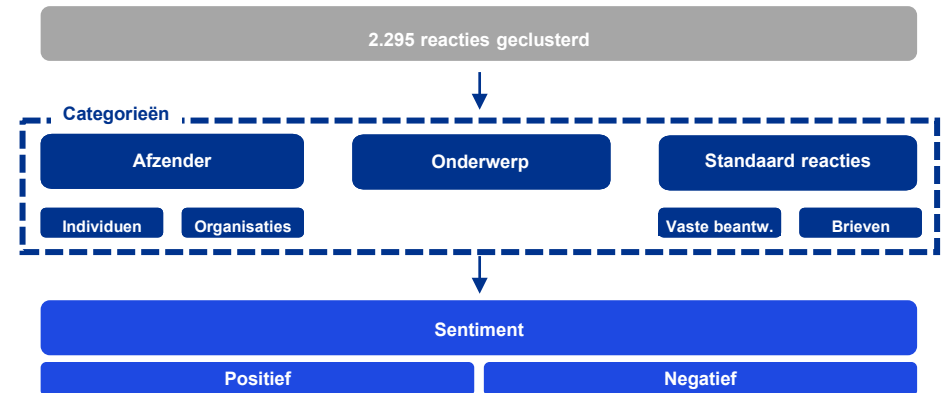 2.295 reacties geclusterd
Categorieën
Afzender
Onderwerp
Standaard reacties
Individuen
Organisaties
Vaste beantw.
Brieven
Sentiment
Positief
Negatief